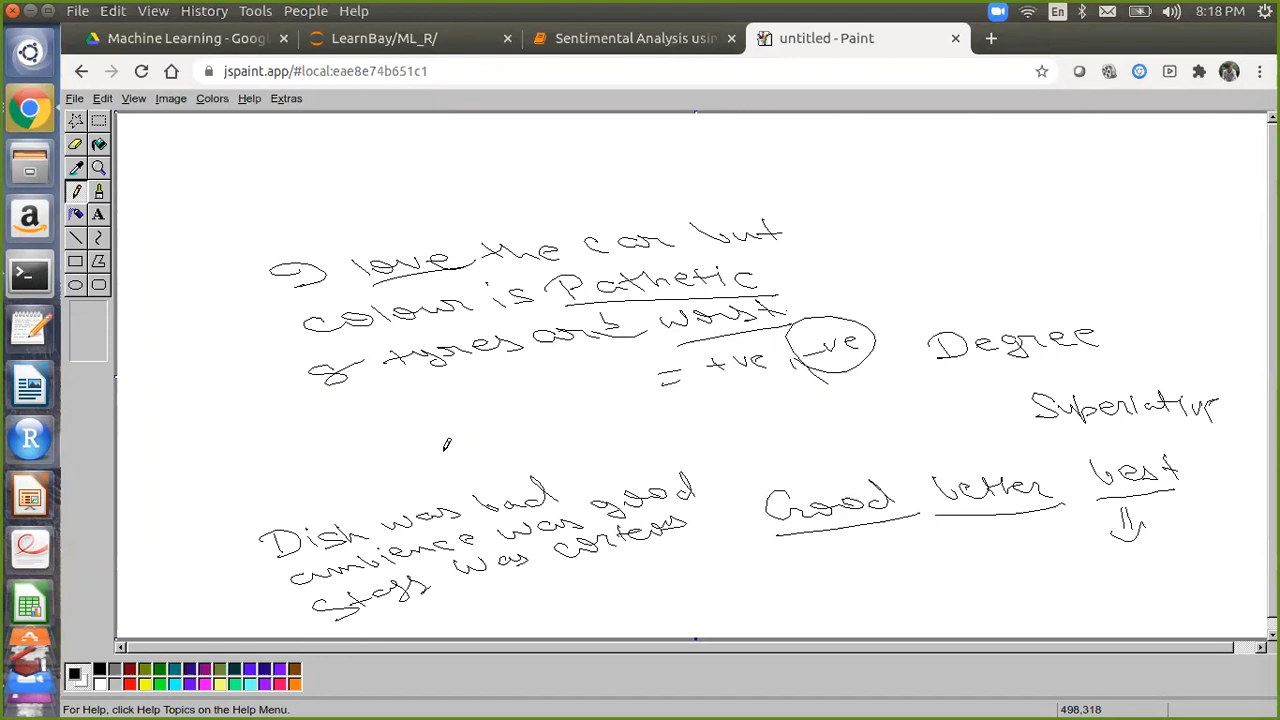 File Edit View History Tools People Help
En 8:18 PM
Machine Learning - Googl
LearnBay/ML_R/
Sentimental Analysis usin
untitled - Paint
jspaint.app/#local:eae8e74b651c1
File Edit View Image Colors Help Extras
I love the car but
colour is Pathetic
& tyres are worst
= +ve -ve
Degree
Superlative
Good better best
Dish was bad
ambience was good
staff was corteous
For Help, click Help Topics on the Help Menu.
498,318